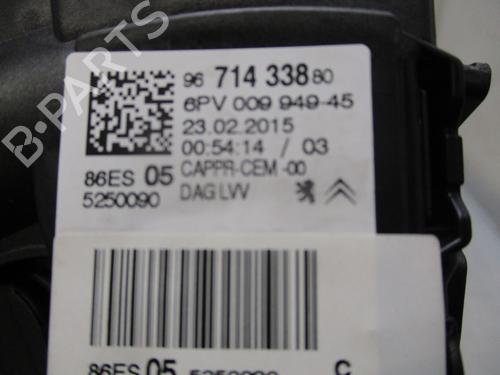 96 714 338 80
6PV 009 949-45
23.02.2015
00:54:14 / 03
86ES 05 CAPPR-CEM-00
5250090 DAG LVV
86ES 05 5250090 C
B-PARTS